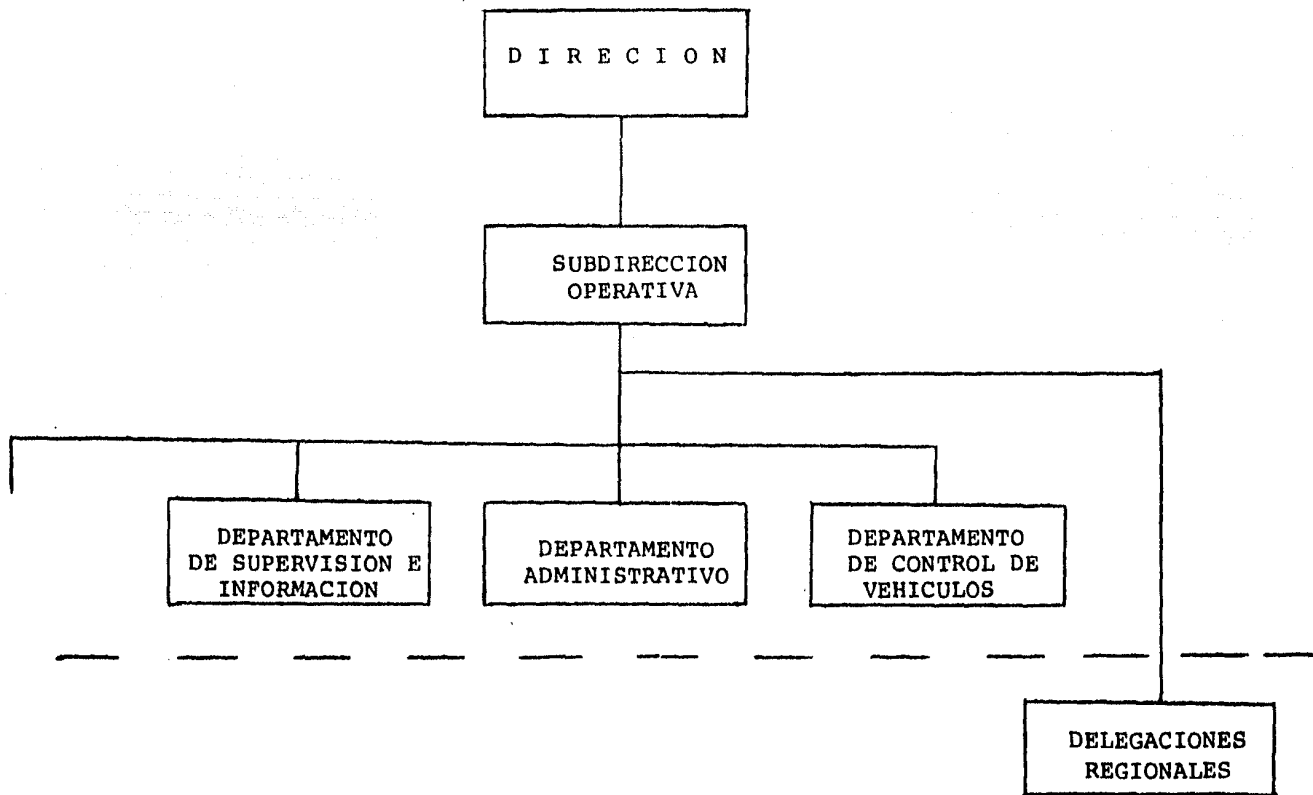 D I R E C I O N
SUBDIRECCION
OPERATIVA
DEPARTAMENTO
DE SUPERVISION E
INFORMACION
DEPARTAMENTO
ADMINISTRATIVO
DEPARTAMENTO
DE CONTROL DE
VEHICULOS
DELEGACIONES
REGIONALES